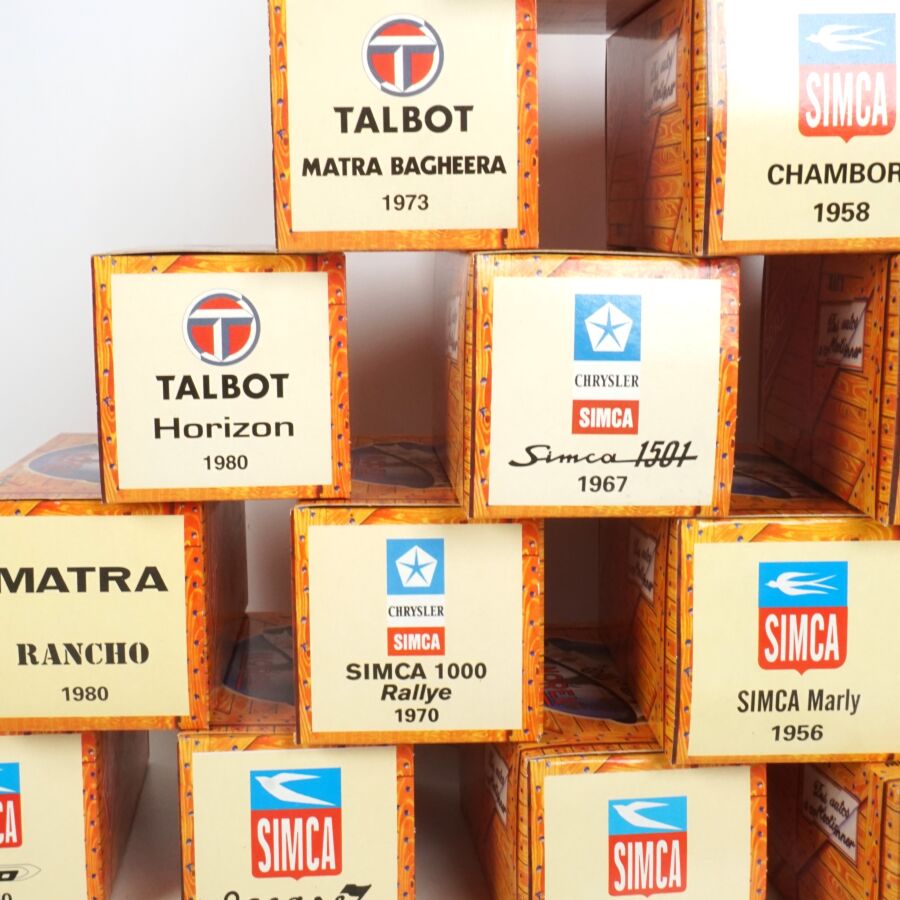 TALBOT
MATRA BAGHEERA
1973
SIMCA
CHAMBOR
1958
TALBOT
Horizon
1980
CHRYSLER
SIMCA
Simca 1501
1967
MATRA
RANCHO
1980
CHRYSLER
SIMCA
SIMCA 1000
Rallye
1970
SIMCA
SIMCA Marly
1956
SIMCA
SIMCA